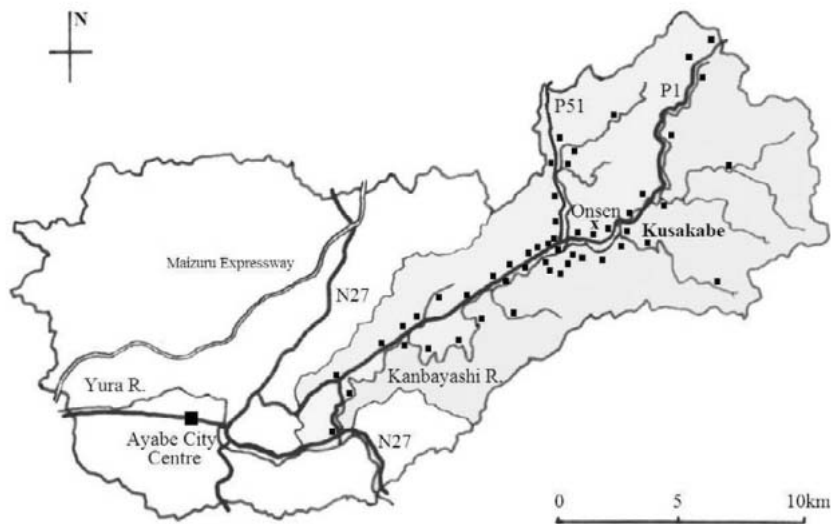 N
P51
P1
Onsen
x
Kusakabe
Maizuru Expressway
N27
Yura R.
Kanbayashi R.
Ayabe City
Centre
N27
0 5 10km